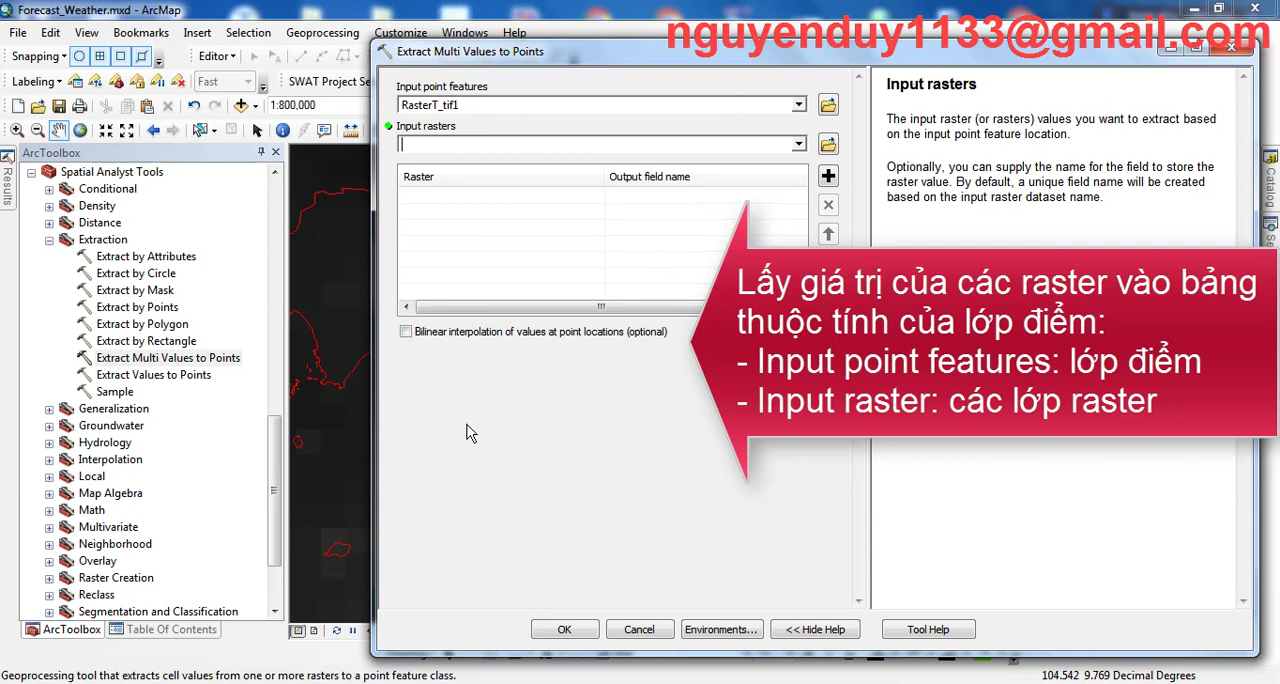 Forecast_Weather.mxd - ArcMap
File Edit View Bookmarks Insert Selection Geoprocessing Customize Windows Help
nguyenduy1133@gmail.com
Snapping Editor
Labeling Fast SWAT Project Se
1:800,000
Extract Multi Values to Points
Input point features
RasterT_tif1
Input rasters
Raster Output field name
Bilinear interpolation of values at point locations (optional)
Input rasters
The input raster (or rasters) values you want to extract based
on the input point feature location.
Optionally, you can supply the name for the field to store the
raster value. By default, a unique field name will be created
based on the input raster dataset name.
Lấy giá trị của các raster vào bảng
thuộc tính của lớp điểm:
- Input point features: lớp điểm
- Input raster: các lớp raster
ArcToolbox
Spatial Analyst Tools
Conditional
Density
Distance
Extraction
Extract by Attributes
Extract by Circle
Extract by Mask
Extract by Points
Extract by Polygon
Extract by Rectangle
Extract Multi Values to Points
Extract Values to Points
Sample
Generalization
Groundwater
Hydrology
Interpolation
Local
Map Algebra
Math
Multivariate
Neighborhood
Overlay
Raster Creation
Reclass
Segmentation and Classification
ArcToolbox Table Of Contents
Results
Catalog
OK Cancel Environments... << Hide Help Tool Help
Geoprocessing tool that extracts cell values from one or more rasters to a point feature class.
104.542 9.769 Decimal Degrees